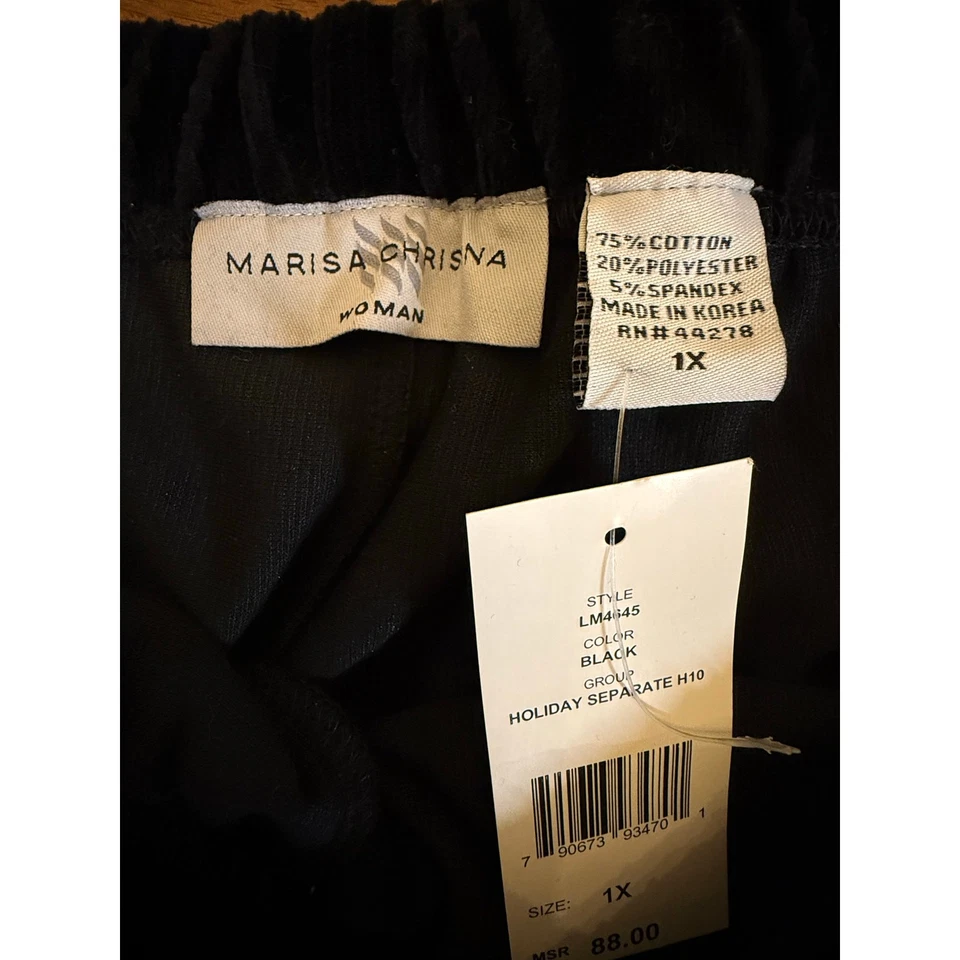 MARISA CHRISTINA
WOMAN
75% COTTON
20% POLYESTER
5% SPANDEX
MADE IN KOREA
RN# 44278
1X
STYLE
LM4645
COLOR
BLACK
GROUP
HOLIDAY SEPARATE H10
7 90673 93470 1
SIZE: 1X
MSR 88.00